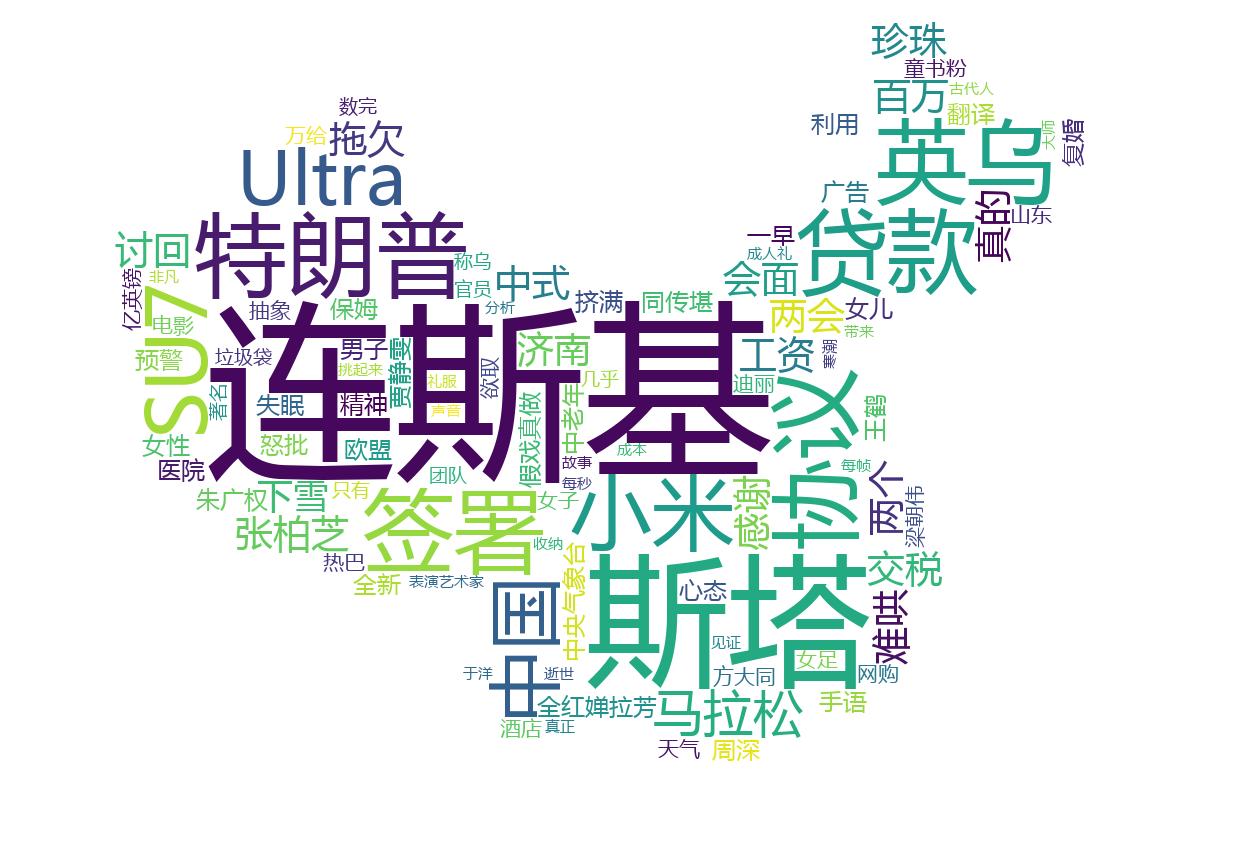 珍珠
童书粉
百万
古代人
数完
万给
拖欠
利用
翻译
英乌
大师
复婚
Ultra
广告
真的
山东
特朗普
贷款
讨回
一早
称乌
成人礼
非凡
亿英镑
官员
中式
会面
SU7
抽象
保姆
分析
挤满
同传堪
两会
女儿
电影
带来
连斯基
预警
垃圾袋
男子
贾静雯
济南
工资
寒潮
挑起来
欲取
礼服
几乎
迪丽
著名
失眠
精神
声音
假戏真做
中老年
协议
王鹤
女性
怒批
欧盟
成本
医院
团队
故事
每帧
每秒
两个
朱广权
下雪
只有
签署
女子
小米
感谢
梁朝伟
张柏芝
收纳
热巴
中央气象台
交税
全新
表演艺术家
中国
斯塔
心态
难哄
见证
女足
于洋
逝世
方大同
网购
全红婵拉芳
马拉松
手语
酒店
真正
天气
周深